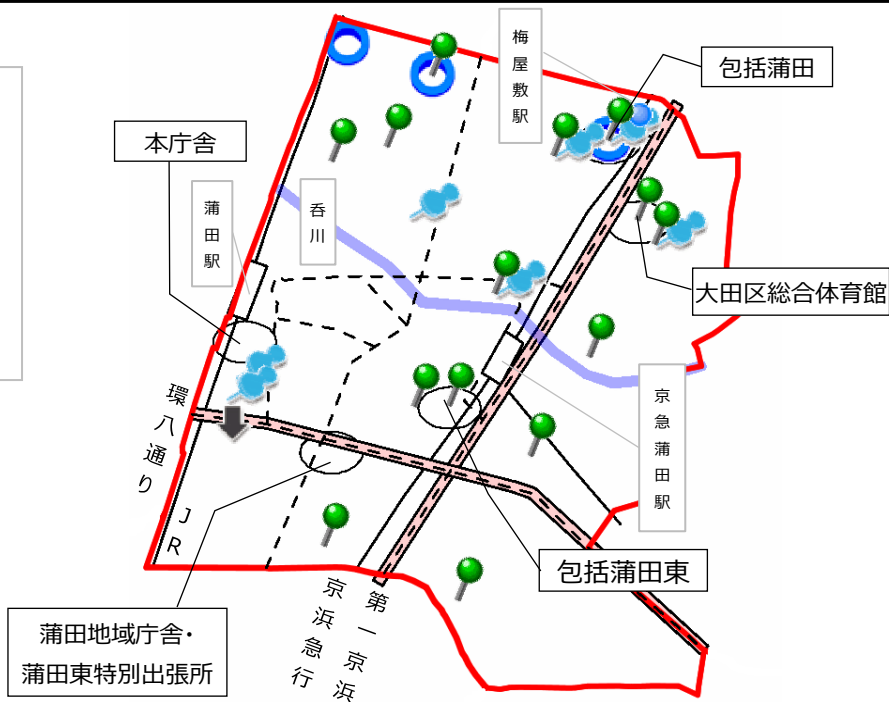 梅屋敷駅
包括蒲田
本庁舎
蒲田駅
呑川
大田区総合体育館
京急蒲田駅
環八通り
JR
包括蒲田東
蒲田地域庁舎・
蒲田東特別出張所
京浜急行
第一京浜